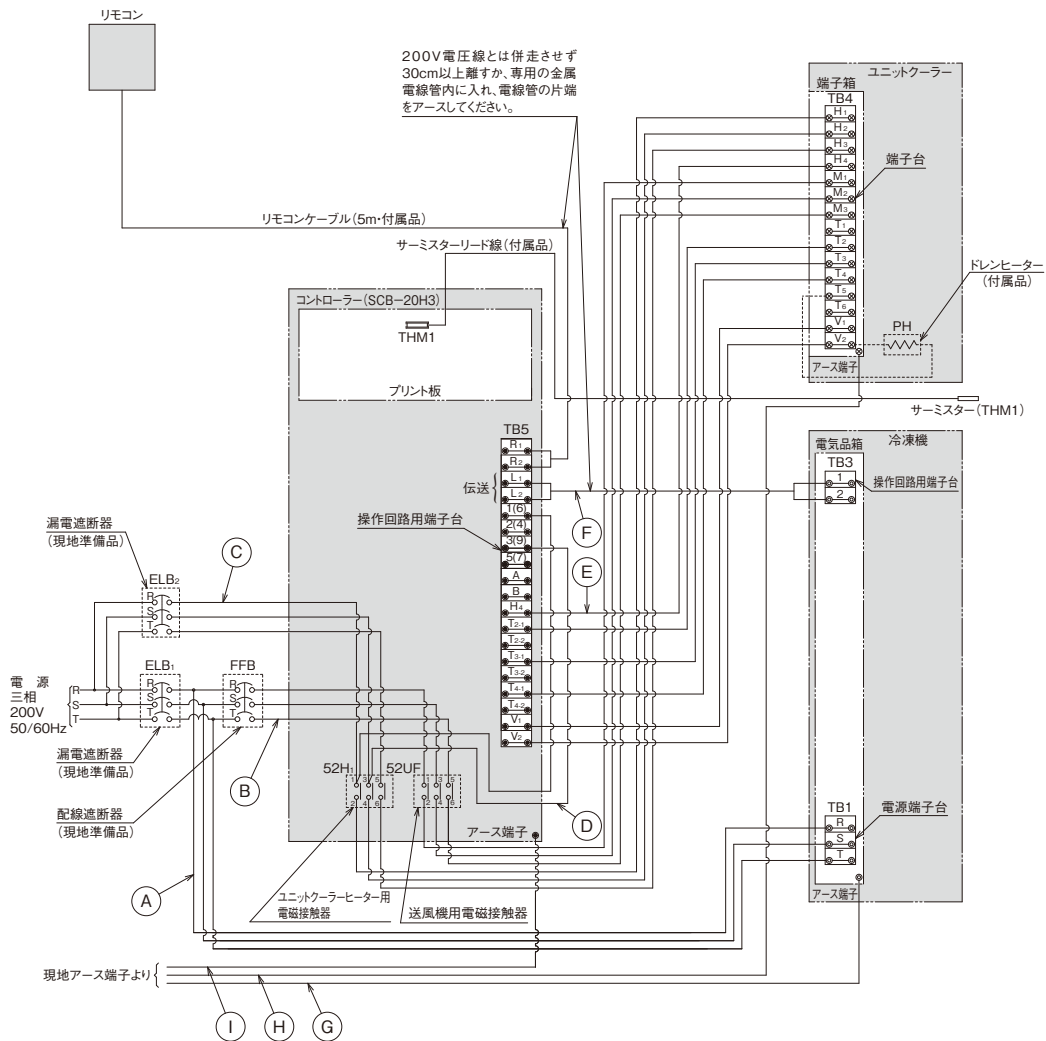 リモコン
200V電圧線とは併走させず
30cm以上離すか、専用の金属
電線管内に入れ、電線管の片端
をアースしてください。
ユニットクーラー
端子箱
TB4
H1
H2
H3
H4
M1
M2
M3
T1
T2
T3
T4
T5
T6
V1
V2
端子台
ドレンヒーター
(付属品)
PH
アース端子
リモコンケーブル(5m・付属品)
サーミスターリード線(付属品)
コントローラー(SCB-20H3)
THM1
プリント板
サーミスター(THM1)
TB5
R1
R2
L1
L2
1(6)
2(4)
3(9)
5(7)
A
B
H4
T2-1
T2-2
T3-1
T3-2
T4-1
T4-2
V1
V2
伝送
操作回路用端子台
電気品箱
冷凍機
TB3
1
2
操作回路用端子台
F
E
漏電遮断器
(現地準備品)
C
ELB2
R
S
T
ELB1
FFB
R
S
T
R
S
T
電 源
三相
200V
50/60Hz
R
S
T
漏電遮断器
(現地準備品)
B
配線遮断器
(現地準備品)
A
52H1
1 3 5
2 4 6
52UF
1 3 5
2 4 6
D
アース端子
ユニットクーラーヒーター用
電磁接触器
送風機用電磁接触器
TB1
R
S
T
電源端子台
アース端子
現地アース端子より
I
H
G